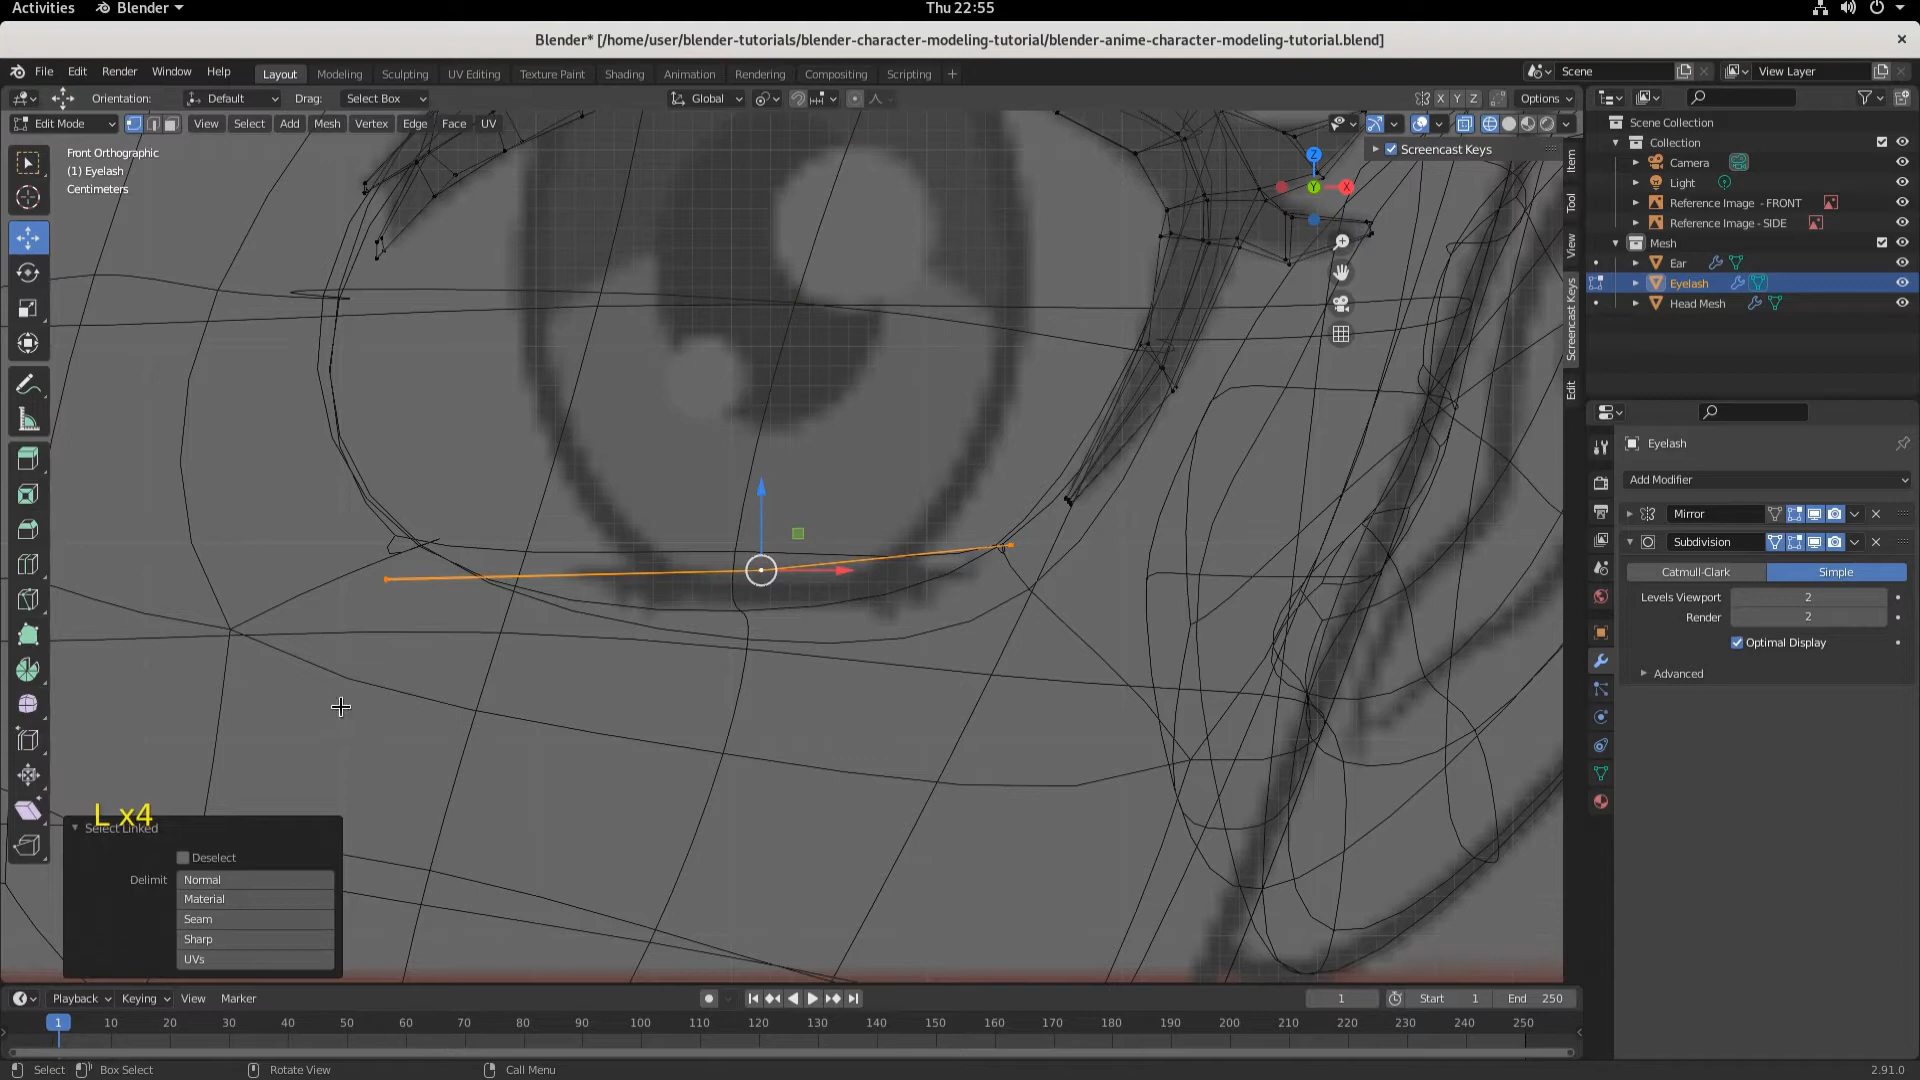 Activities Blender Thu 22:55
Blender* [/home/user/blender-tutorials/blender-character-modeling-tutorial/blender-anime-character-modeling-tutorial.blend]
File Edit Render Window Help Layout Modeling Sculpting UV Editing Texture Paint Shading Animation Rendering Compositing Scripting + Scene View Layer
Orientation: Default Drag: Select Box Global X Y Z Options
Edit Mode View Select Add Mesh Vertex Edge Face UV
Front Orthographic
(1) Eyelash
Centimeters
Screencast Keys
Z
Y
X
Item
Tool
View
Screencast Keys
Edit
Scene Collection
Collection
Camera
Light
Reference Image - FRONT
Reference Image - SIDE
Mesh
Ear
Eyelash
Head Mesh
Eyelash
Add Modifier
Mirror
Subdivision
Catmull-Clark Simple
Levels Viewport 2
Render 2
Optimal Display
Advanced
L x4
Select Linked
Deselect
Delimit Normal
Material
Seam
Sharp
UVs
Playback Keying View Marker 1 Start 1 End 250
1 10 20 30 40 50 60 70 80 90 100 110 120 130 140 150 160 170 180 190 200 210 220 230 240 250
Select Box Select Rotate View Call Menu 2.91.0